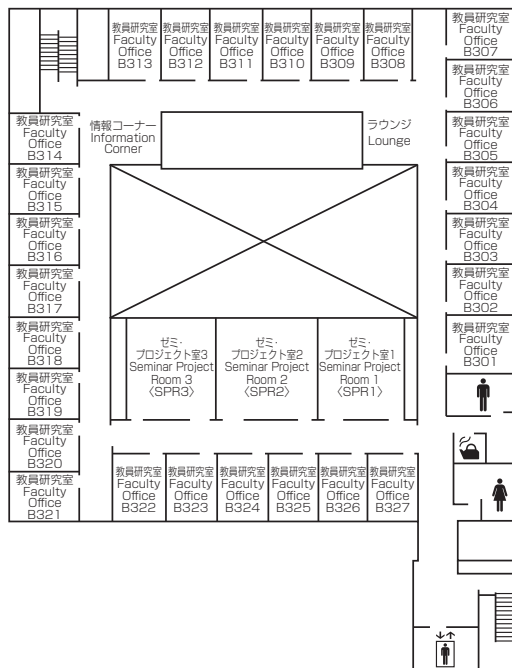 教員研究室
Faculty
Office
B313
教員研究室
Faculty
Office
B312
教員研究室
Faculty
Office
B311
教員研究室
Faculty
Office
B310
教員研究室
Faculty
Office
B309
教員研究室
Faculty
Office
B308
教員研究室
Faculty
Office
B307
教員研究室
Faculty
Office
B306
教員研究室
Faculty
Office
B305
教員研究室
Faculty
Office
B304
教員研究室
Faculty
Office
B303
教員研究室
Faculty
Office
B302
教員研究室
Faculty
Office
B301
情報コーナー
Information
Corner
ラウンジ
Lounge
教員研究室
Faculty
Office
B314
教員研究室
Faculty
Office
B315
教員研究室
Faculty
Office
B316
教員研究室
Faculty
Office
B317
教員研究室
Faculty
Office
B318
教員研究室
Faculty
Office
B319
教員研究室
Faculty
Office
B320
教員研究室
Faculty
Office
B321
ゼミ・
プロジェクト室3
Seminar Project
Room 3
〈SPR3〉
ゼミ・
プロジェクト室2
Seminar Project
Room 2
〈SPR2〉
ゼミ・
プロジェクト室1
Seminar Project
Room 1
〈SPR1〉
教員研究室
Faculty
Office
B322
教員研究室
Faculty
Office
B323
教員研究室
Faculty
Office
B324
教員研究室
Faculty
Office
B325
教員研究室
Faculty
Office
B326
教員研究室
Faculty
Office
B327